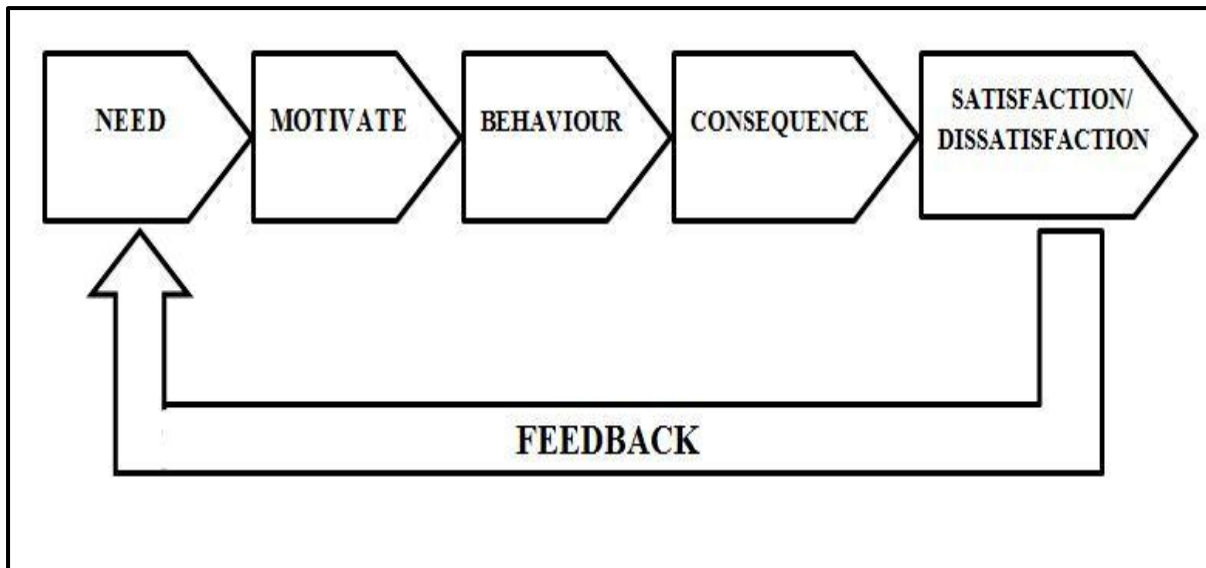 NEED
MOTIVATE
BEHAVIOUR
CONSEQUENCE
SATISFACTION/
DISSATISFACTION
FEEDBACK